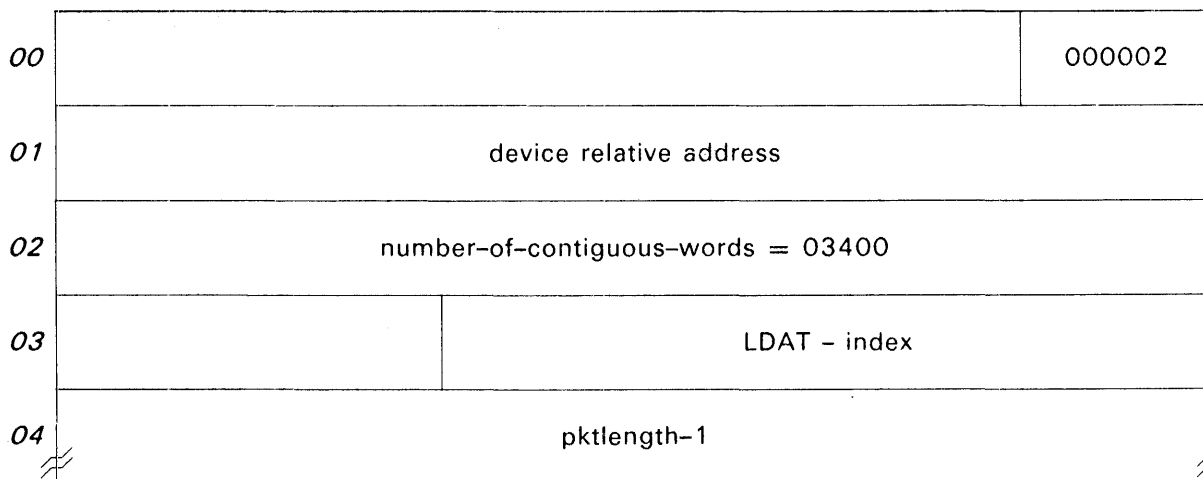 00 000002
01 device relative address
02 number-of-contiguous-words = 03400
03 LDAT - index
04 pktlength-1